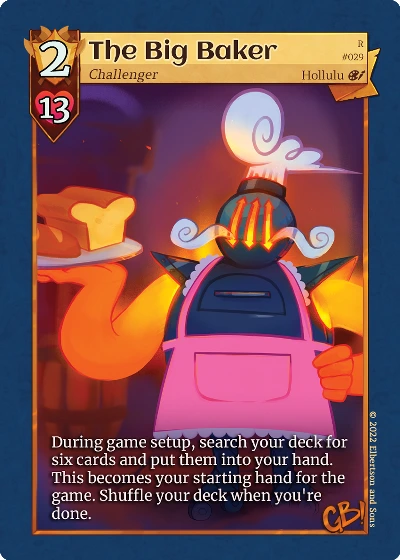 2
The Big Baker
R
#029
Challenger
Hollulu
13
During game setup, search your deck for
six cards and put them into your hand.
This becomes your starting hand for the
game. Shuffle your deck when you're
done.
© 2022 Elbertson and Sons
GB!